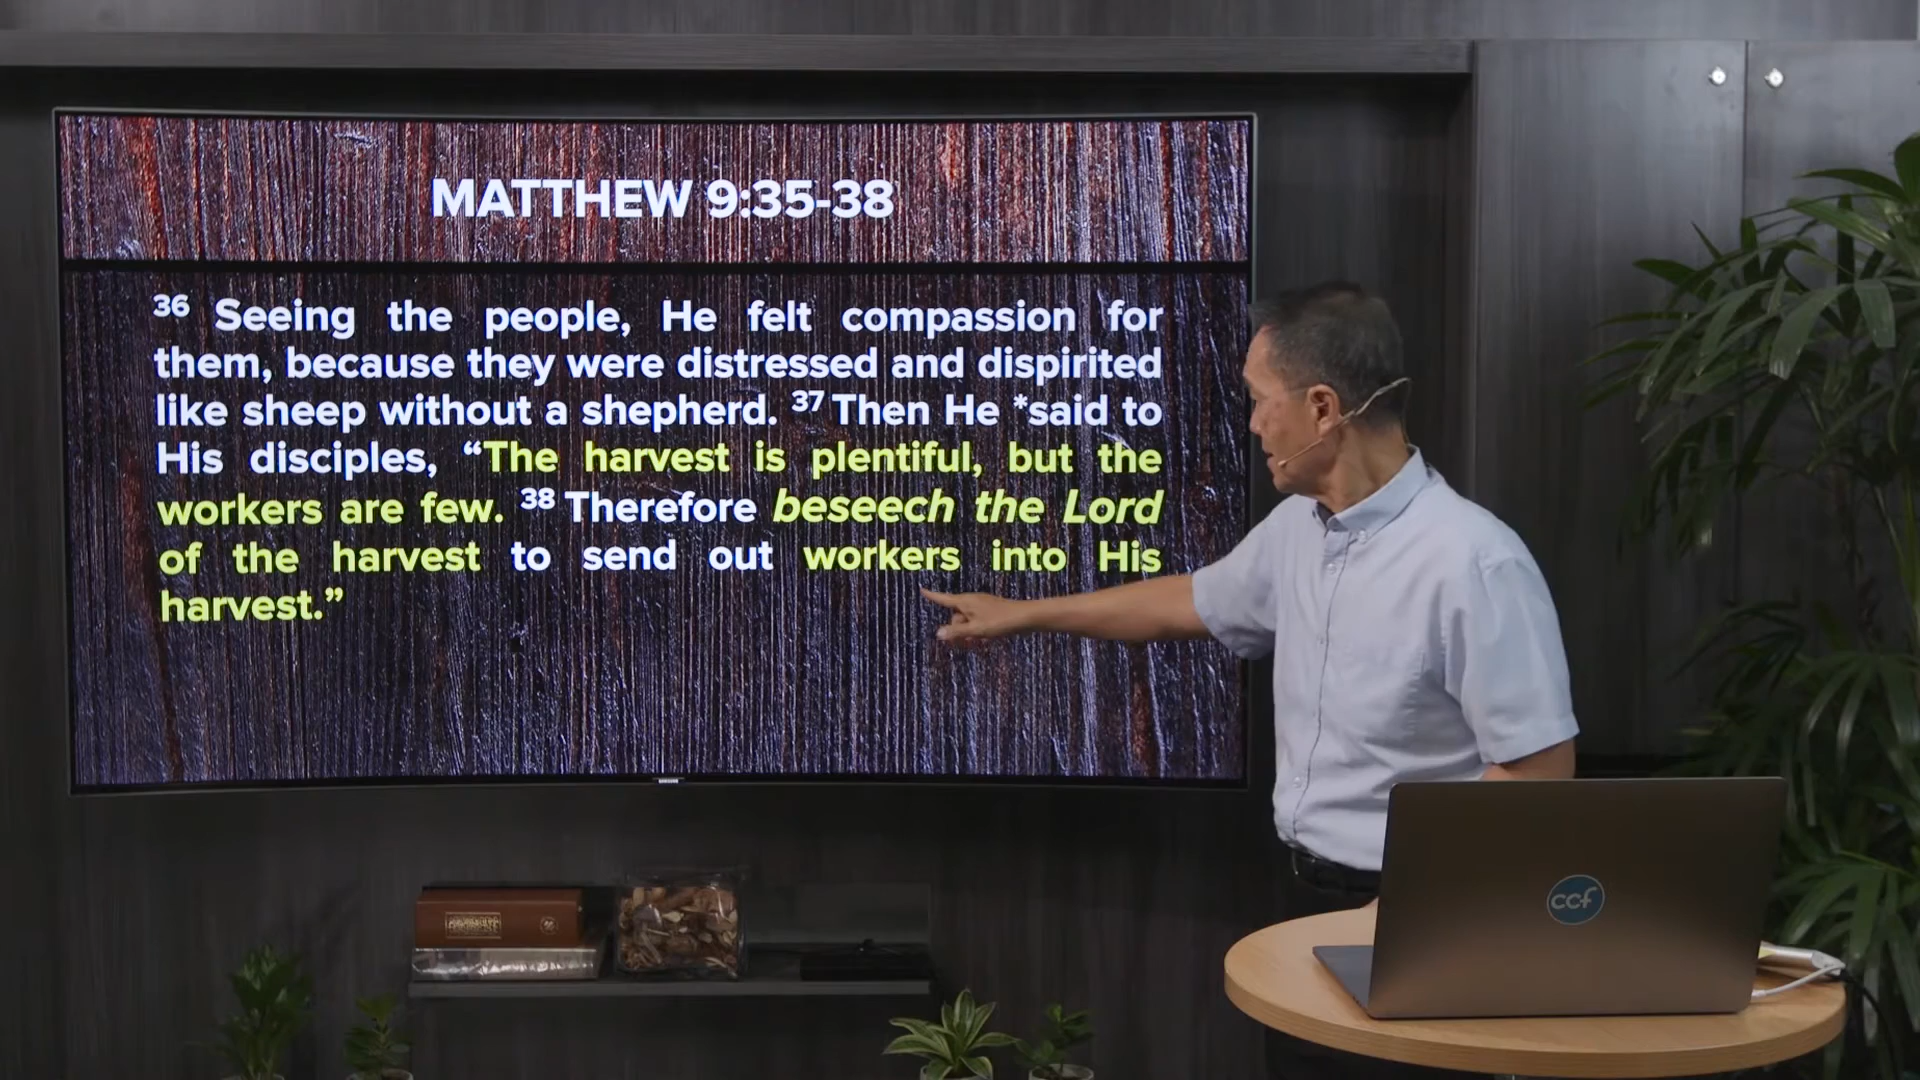 MATTHEW 9:35-38
36 Seeing the people, He felt compassion for
them, because they were distressed and dispirited
like sheep without a shepherd. 37 Then He *said to
His disciples, “The harvest is plentiful, but the
workers are few. 38 Therefore beseech the Lord
of the harvest to send out workers into His
harvest.”
SAMSUNG
ccf